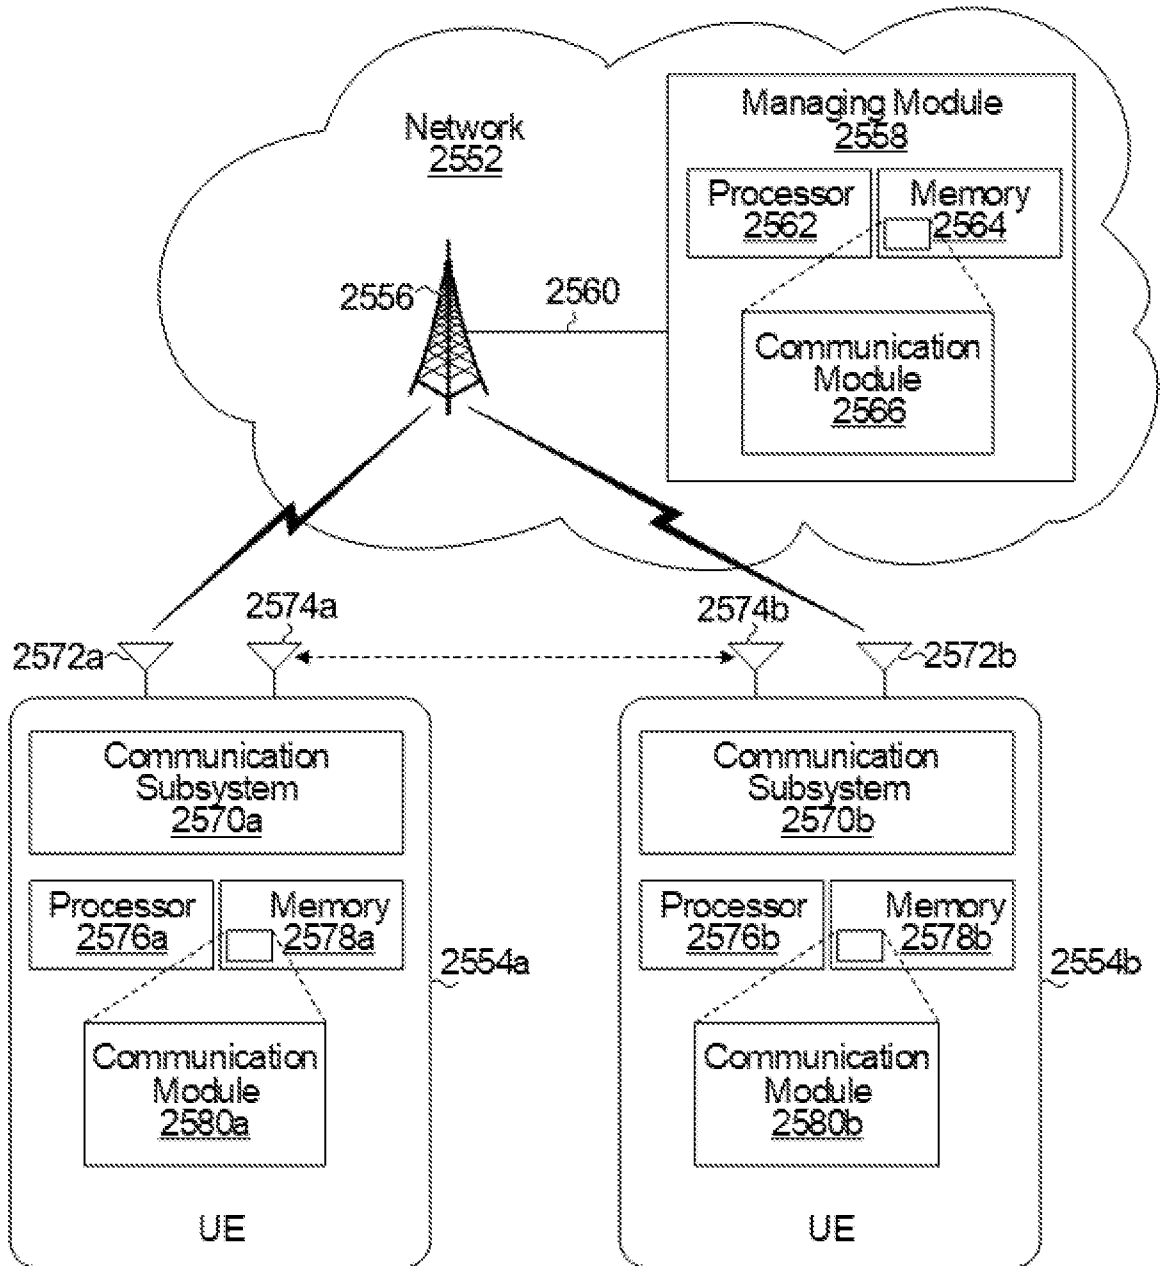 Network
2552
Managing Module
2558
Processor
2562
Memory
2564
2556
2560
Communication
Module
2566
2574a
2574b
2572a
2572b
Communication
Subsystem
2570a
Communication
Subsystem
2570b
Processor
2576a
Memory
2578a
Processor
2576b
Memory
2578b
2554a
2554b
Communication
Module
2580a
Communication
Module
2580b
UE
UE